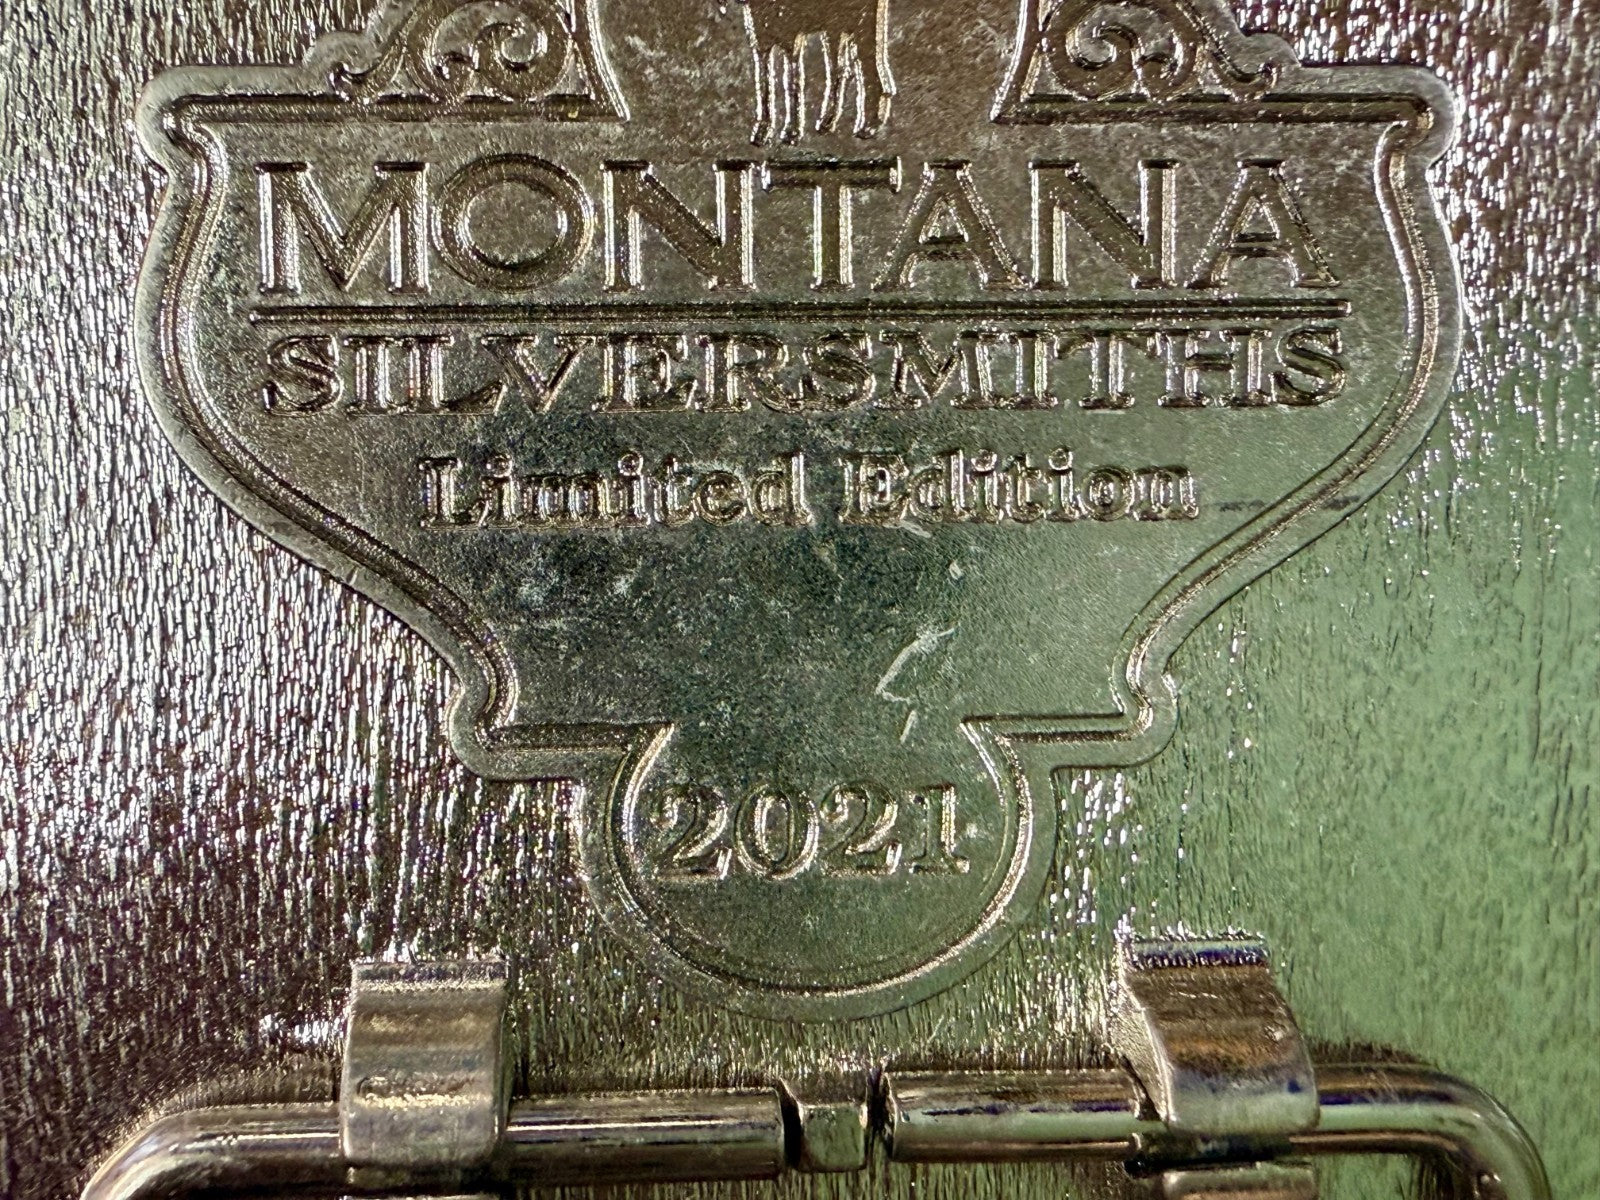 MONTANA
SILVERSMITHS
Limited Edition
2021